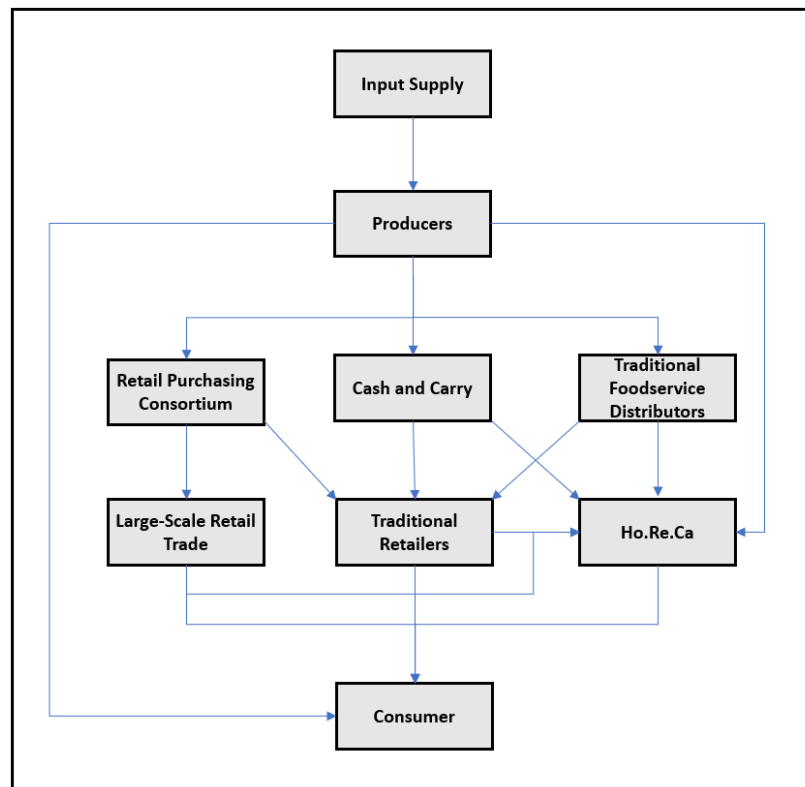 Input Supply
Producers
Retail Purchasing
Consortium
Cash and Carry
Traditional
Foodservice
Distributors
Large-Scale Retail
Trade
Traditional
Retailers
Ho.Re.Ca
Consumer